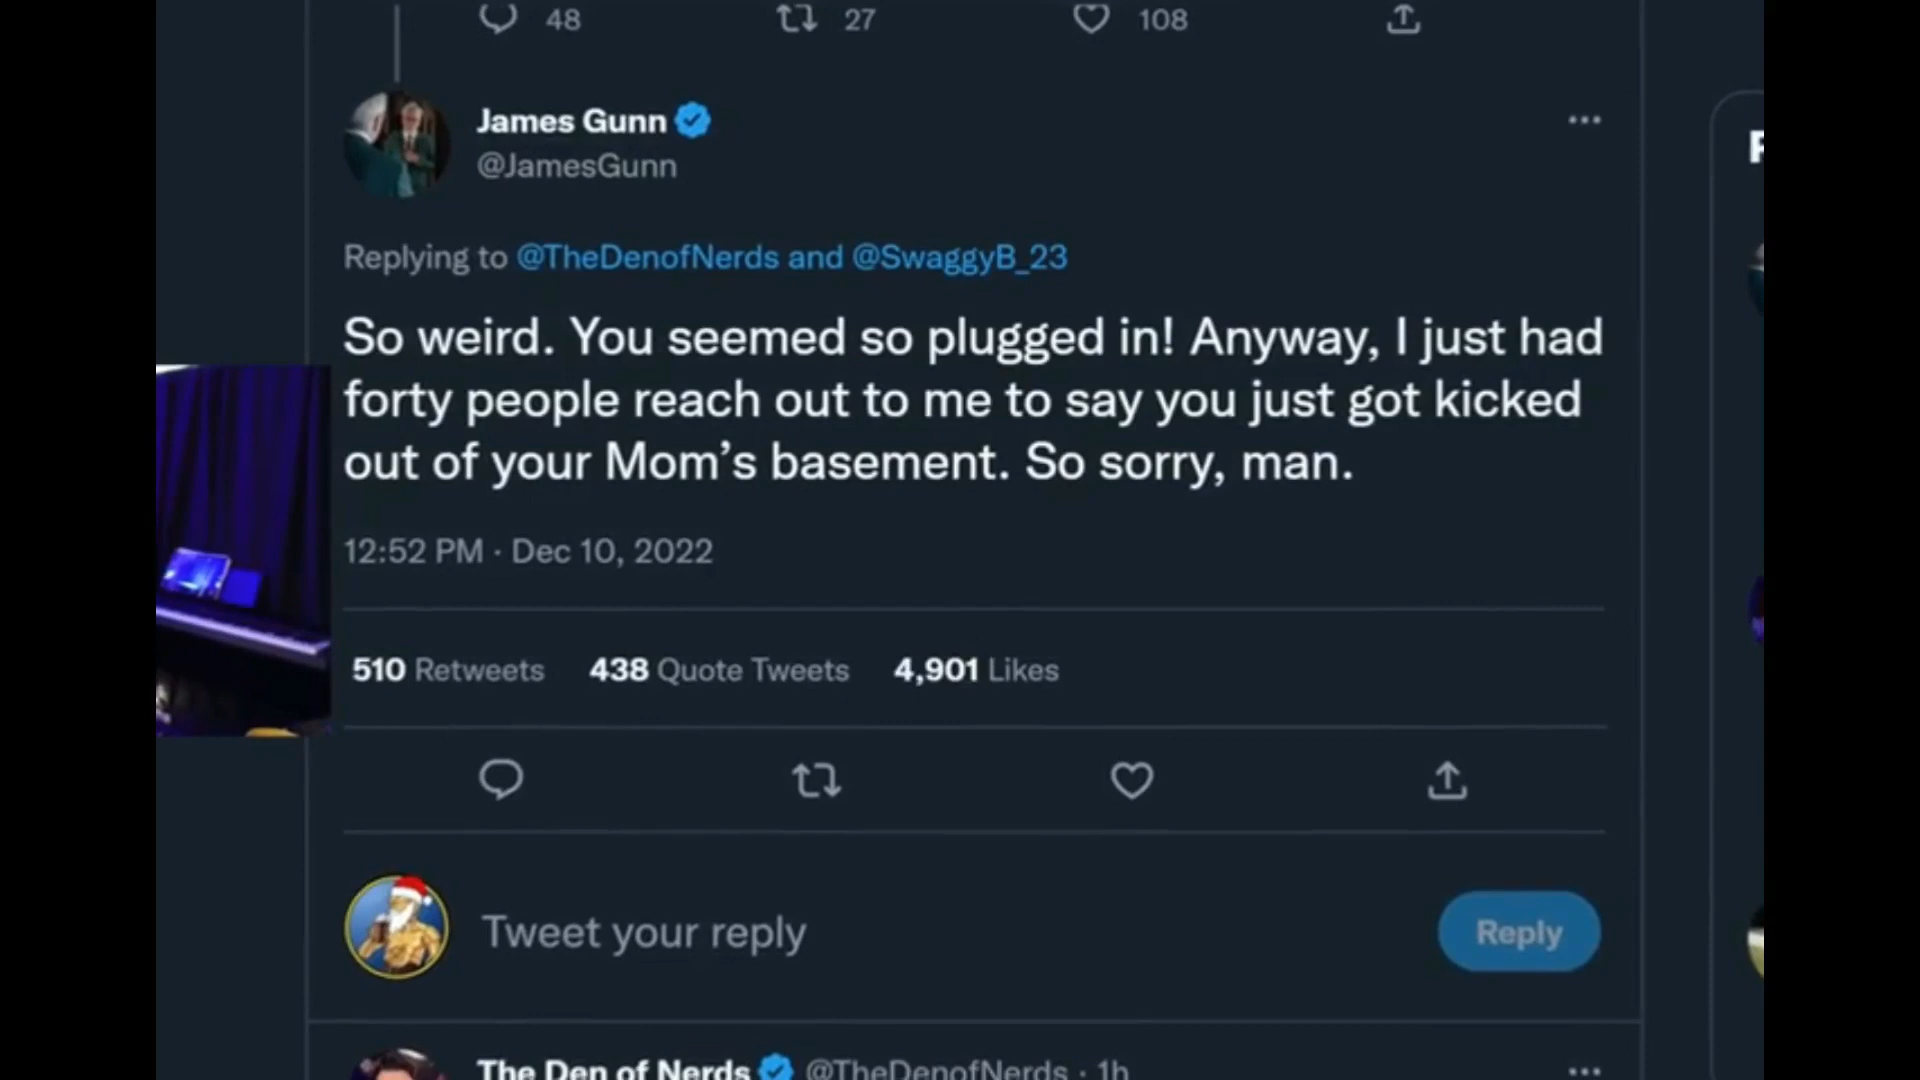 48 27 108
James Gunn
@JamesGunn
Replying to @TheDenofNerds and @SwaggyB_23
So weird. You seemed so plugged in! Anyway, I just had
forty people reach out to me to say you just got kicked
out of your Mom’s basement. So sorry, man.
12:52 PM · Dec 10, 2022
510 Retweets 438 Quote Tweets 4,901 Likes
Tweet your reply
Reply
The Den of Nerds @TheDenofNerds · 1h